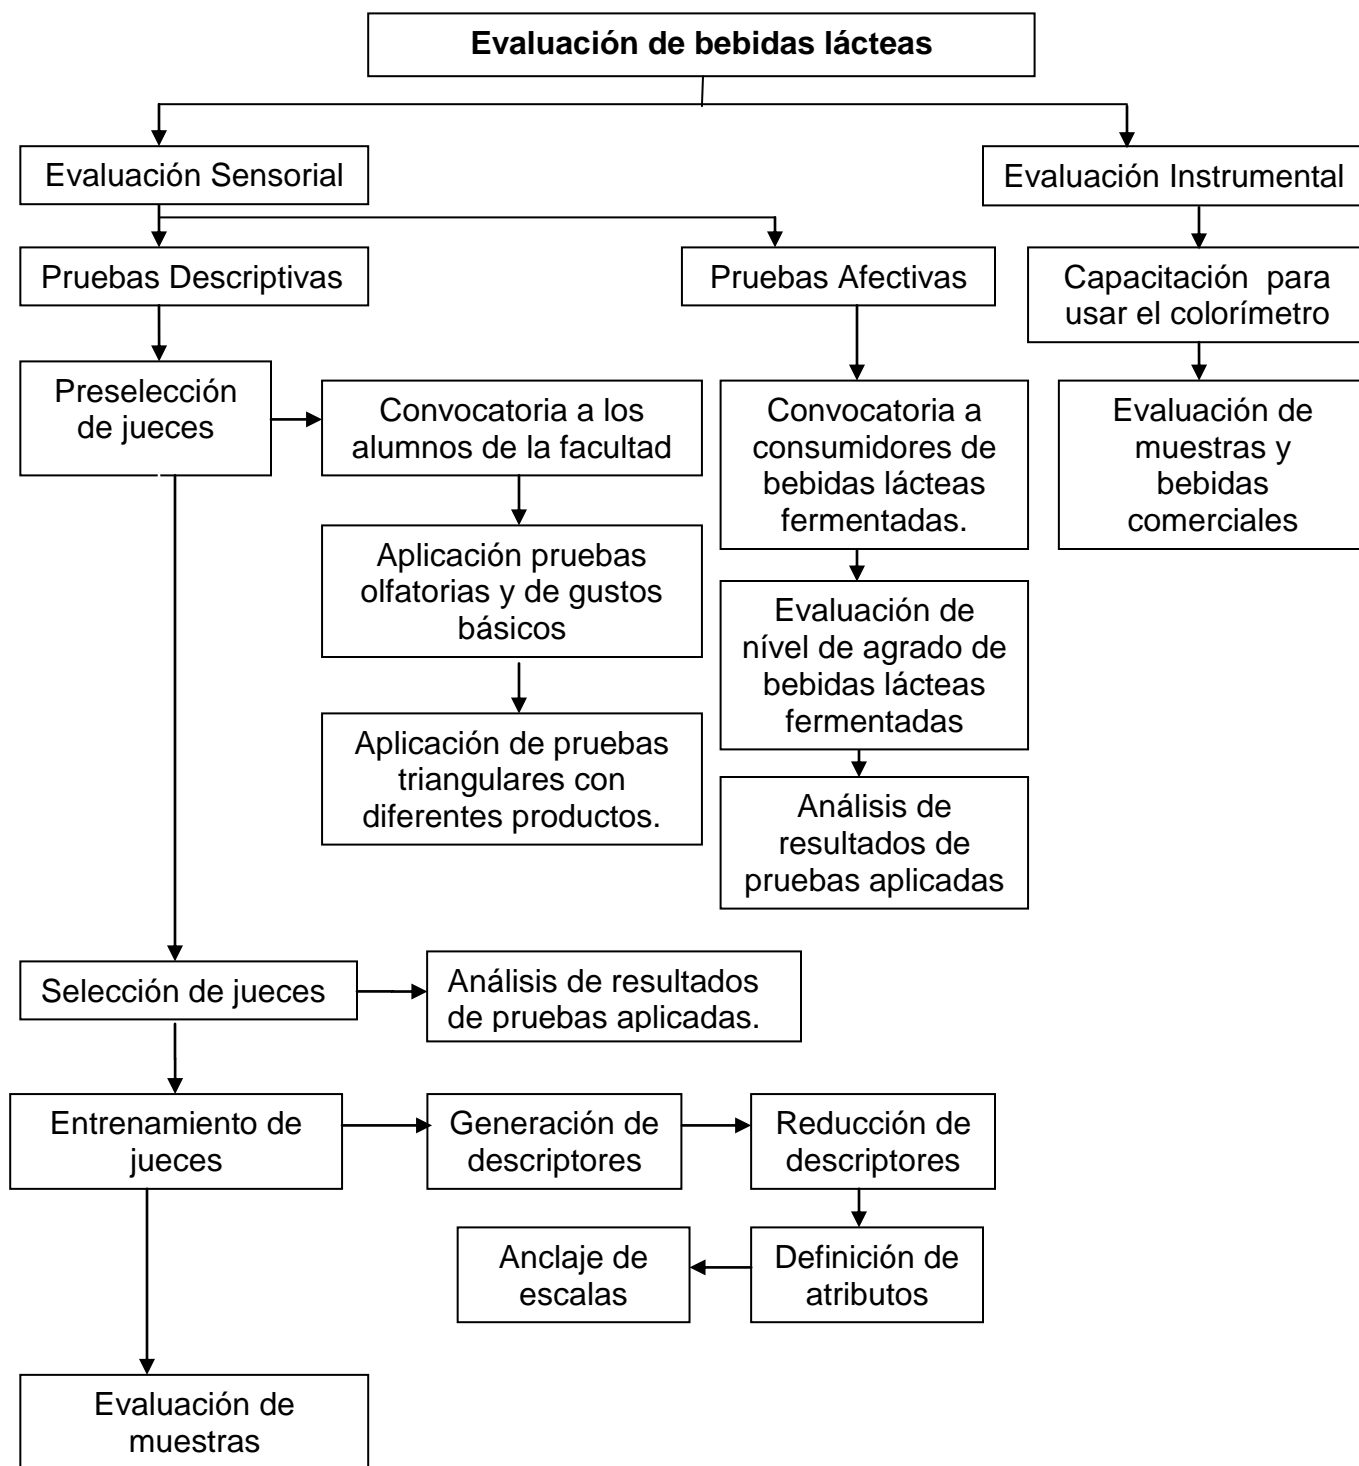 Evaluación de bebidas lácteas
Evaluación Sensorial
Evaluación Instrumental
Pruebas Descriptivas
Pruebas Afectivas
Capacitación para
usar el colorímetro
Preselección
de jueces
Convocatoria a los
alumnos de la facultad
Convocatoria a
consumidores de
bebidas lácteas
fermentadas.
Evaluación de
muestras y
bebidas
comerciales
Aplicación pruebas
olfatorias y de gustos
básicos
Evaluación de
nível de agrado de
bebidas lácteas
fermentadas
Aplicación de pruebas
triangulares con
diferentes productos.
Análisis de
resultados de
pruebas aplicadas
Selección de jueces
Análisis de resultados
de pruebas aplicadas.
Entrenamiento de
jueces
Generación de
descriptores
Reducción de
descriptores
Anclaje de
escalas
Definición de
atributos
Evaluación de
muestras